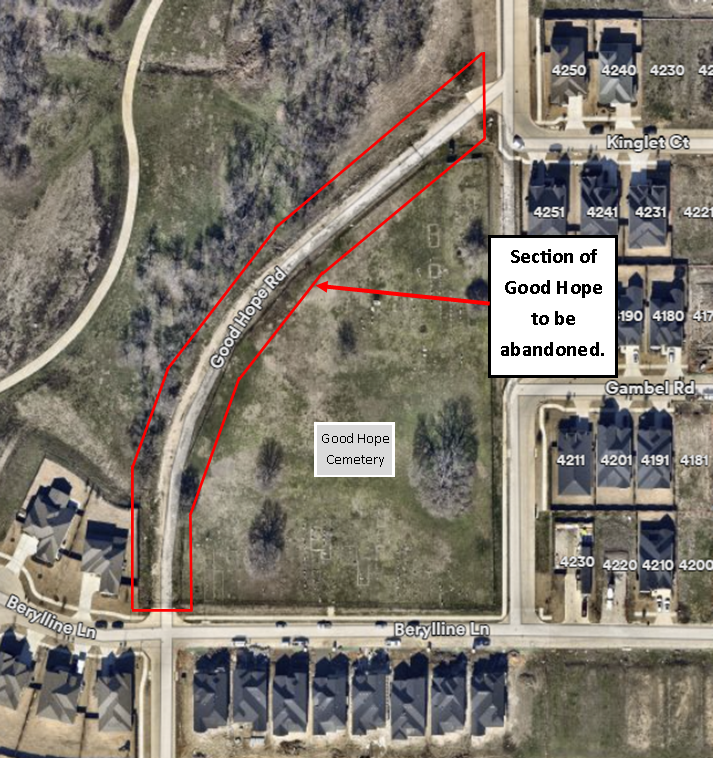 4250
4240
4230
42
Kinglet Ct
4251
4241
4231
4221
Section of
Good Hope
to be
abandoned.
4190
4180
417
Good Hope Rd.
Gambel Rd
Good Hope
Cemetery
4211
4201
4191
4181
4230
4220
4210
4200
Berylline Ln
Berylline Ln